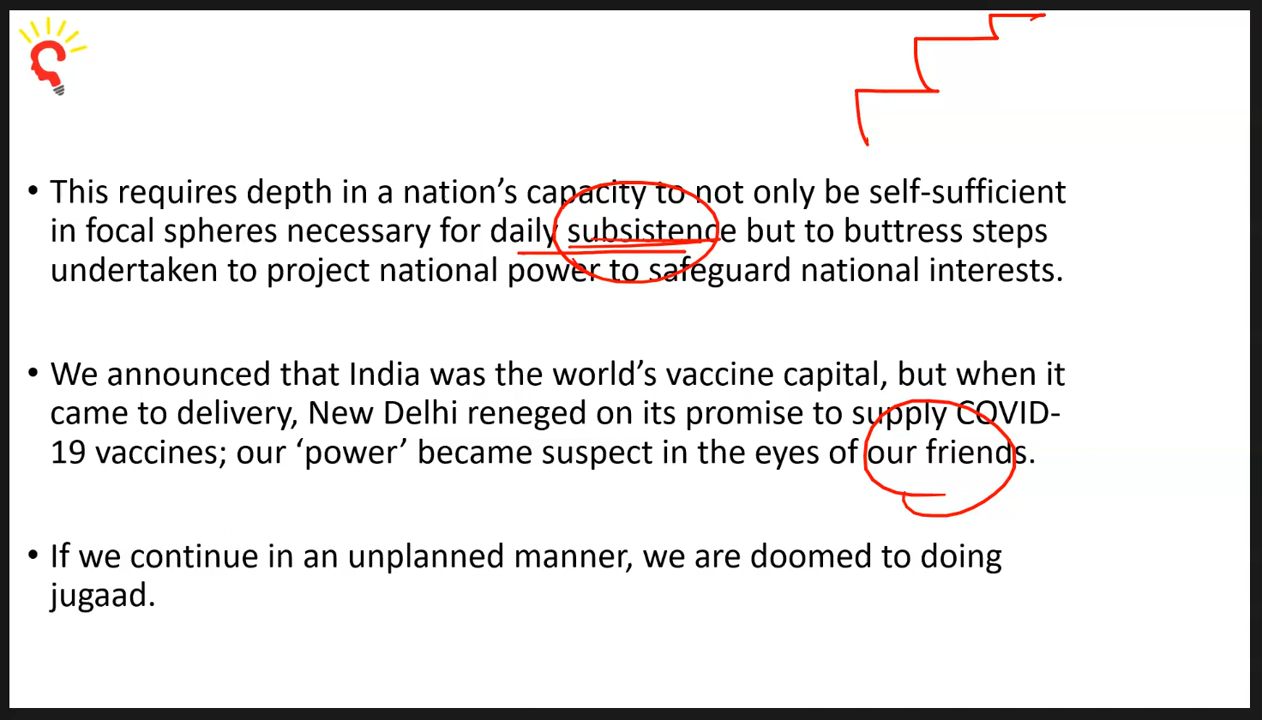 • This requires depth in a nation’s capacity to not only be self-sufficient
in focal spheres necessary for daily subsistence but to buttress steps
undertaken to project national power to safeguard national interests.
• We announced that India was the world’s vaccine capital, but when it
came to delivery, New Delhi reneged on its promise to supply COVID-
19 vaccines; our ‘power’ became suspect in the eyes of our friends.
• If we continue in an unplanned manner, we are doomed to doing
jugaad.